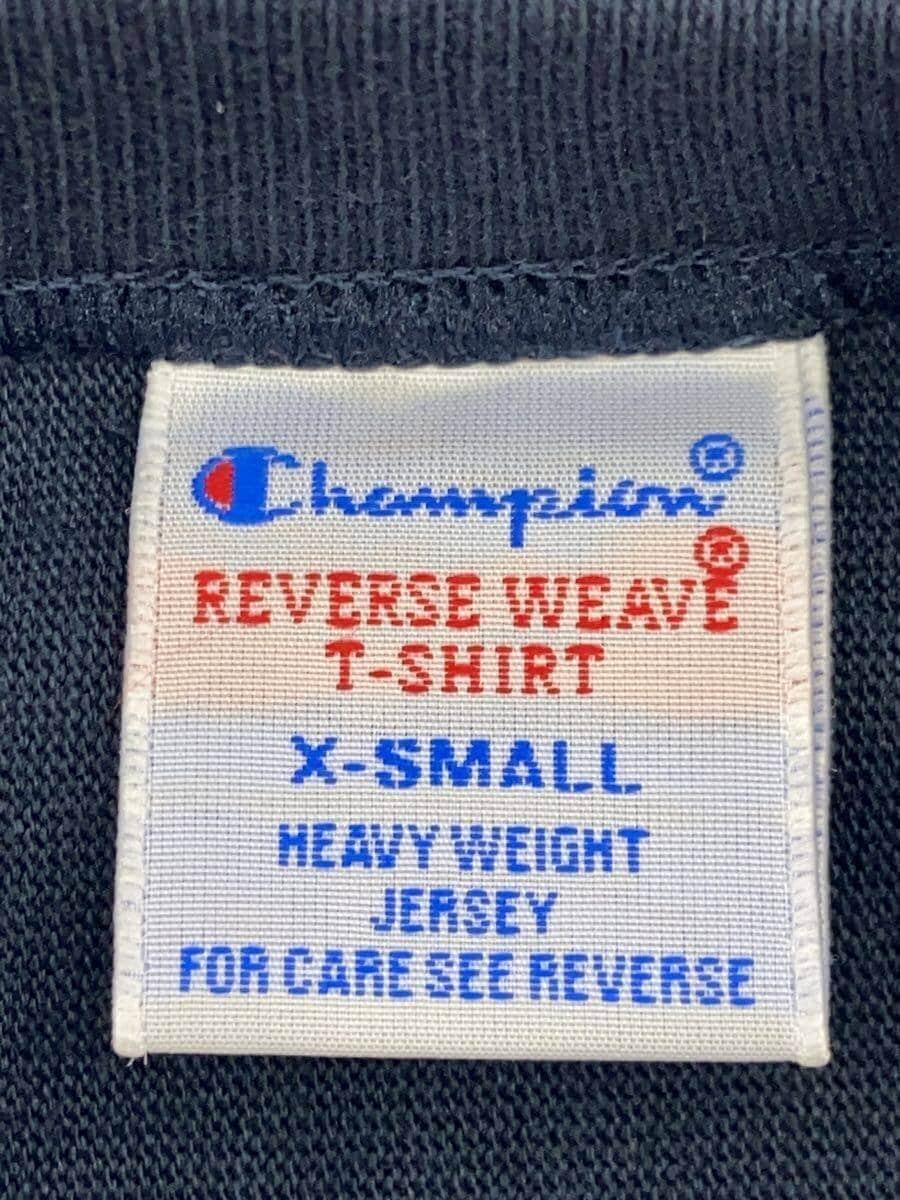 Champion®
REVERSE WEAVE®
T-SHIRT
X-SMALL
HEAVY WEIGHT
JERSEY
FOR CARE SEE REVERSE